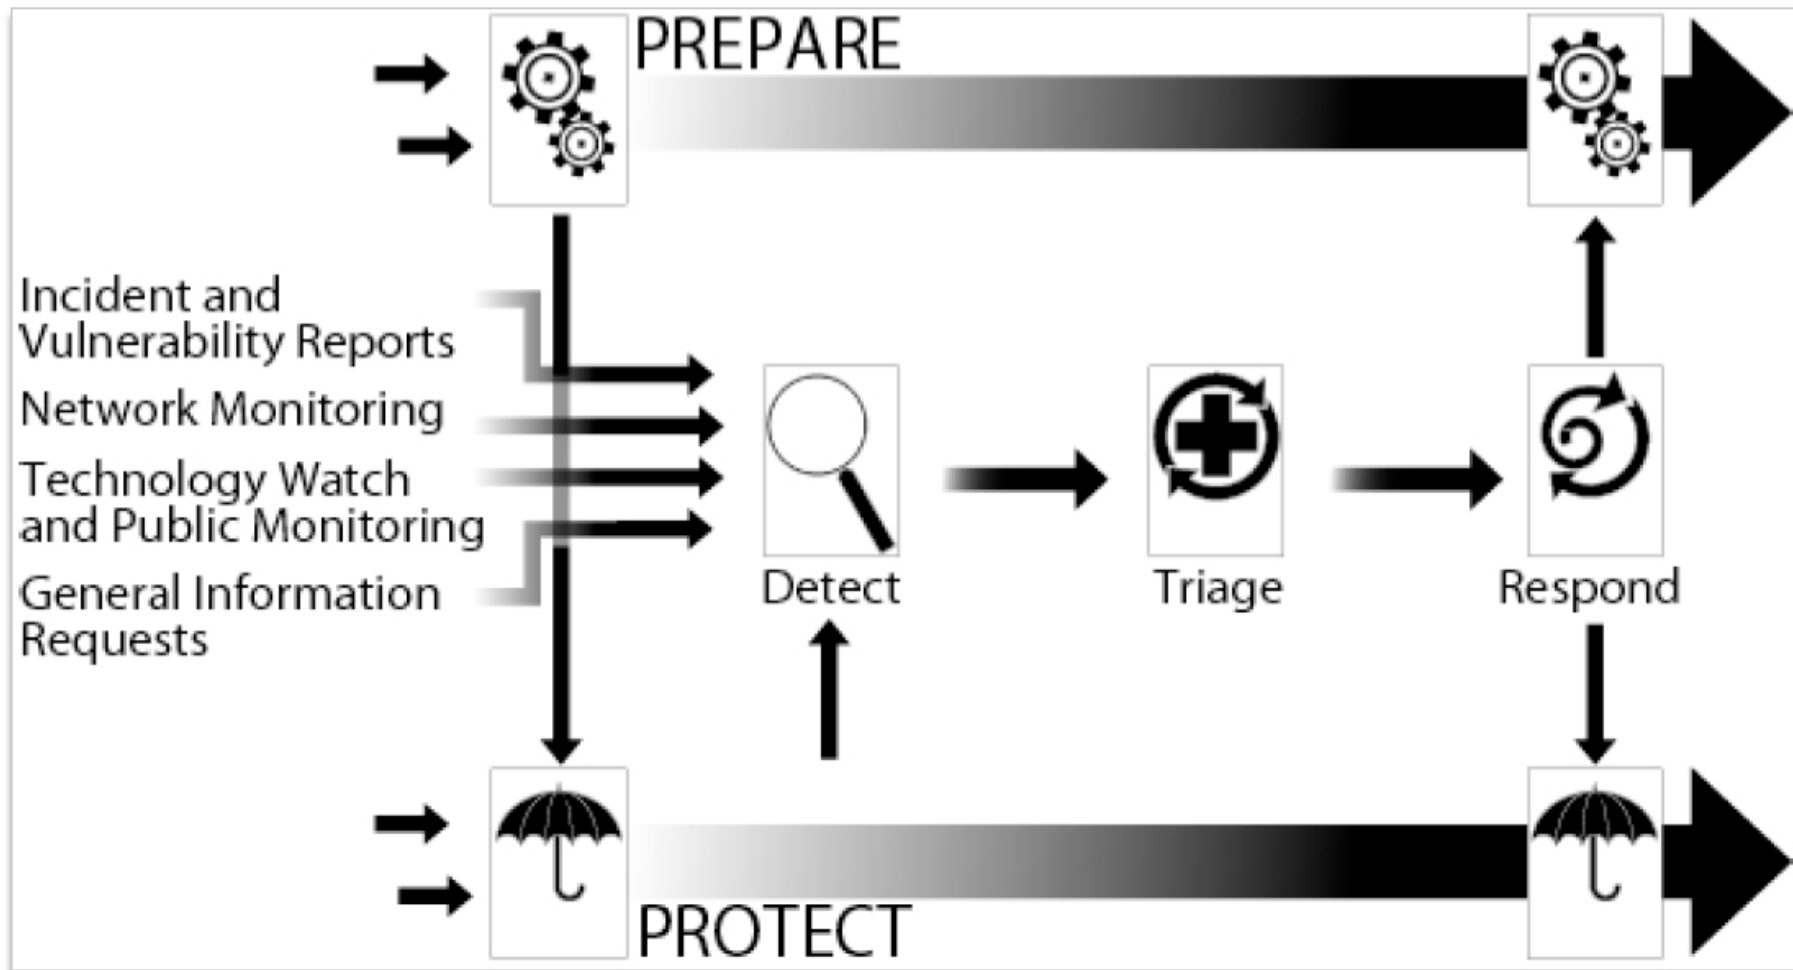 PREPARE
Incident and
Vulnerability Reports
Network Monitoring
Technology Watch
and Public Monitoring
General Information
Requests
Detect
Triage
Respond
PROTECT